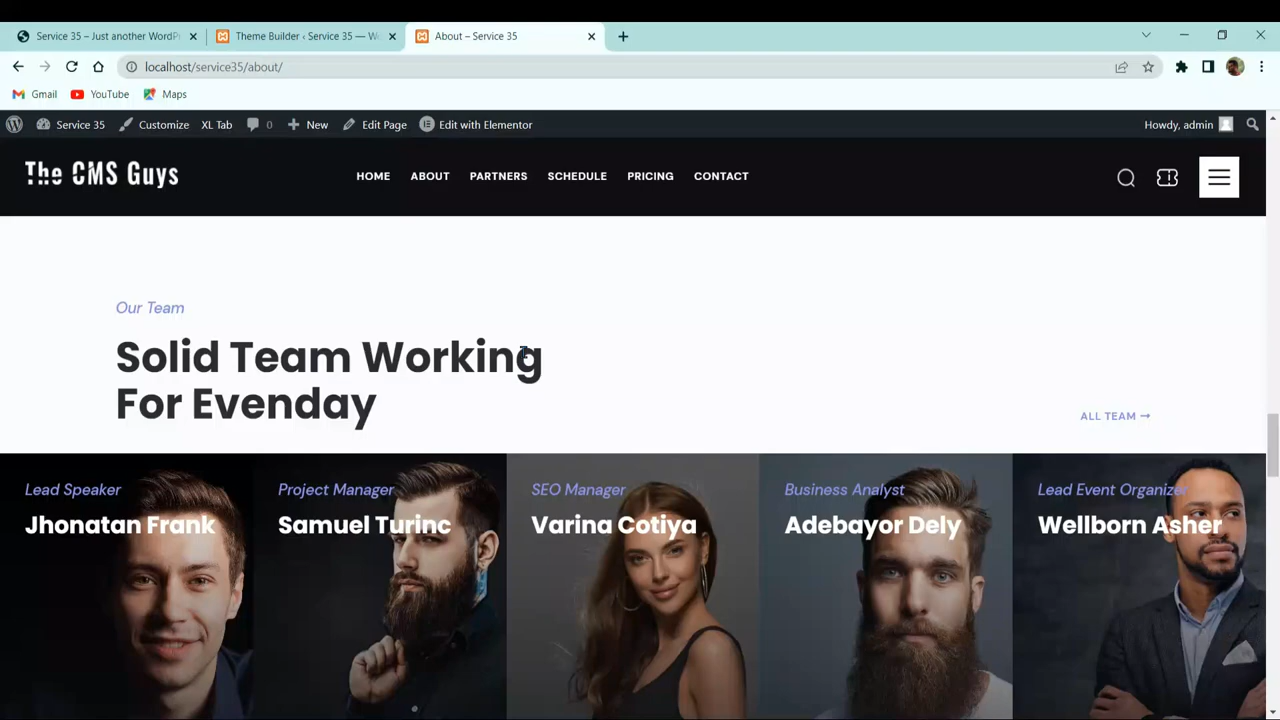 Service 35 – Just another WordPr
Theme Builder ‹ Service 35 — Wo
About – Service 35
localhost/service35/about/
Gmail
YouTube
Maps
Service 35
Customize
XL Tab
0
New
Edit Page
Edit with Elementor
Howdy, admin
The CMS Guys
HOME
ABOUT
PARTNERS
SCHEDULE
PRICING
CONTACT
Our Team
Solid Team Working
For Evenday
ALL TEAM
Lead Speaker
Jhonatan Frank
Project Manager
Samuel Turinc
SEO Manager
Varina Cotiya
Business Analyst
Adebayor Dely
Lead Event Organizer
Wellborn Asher